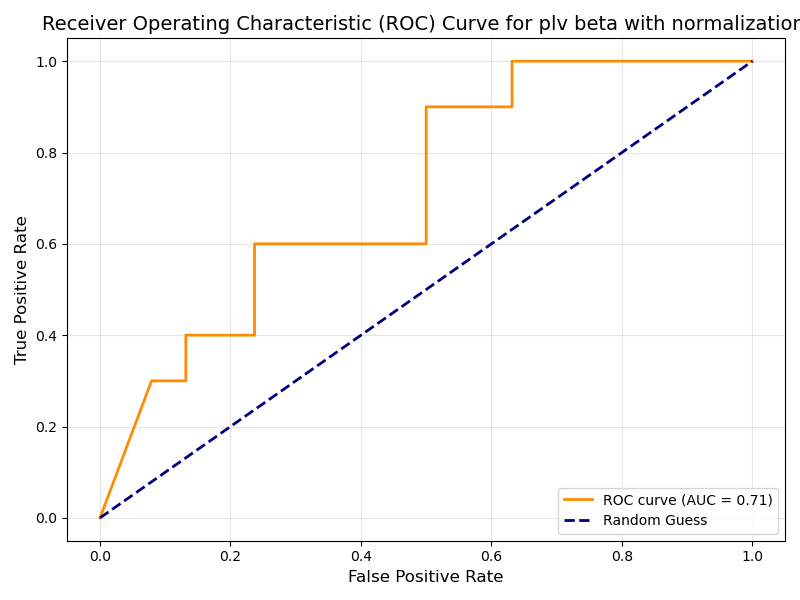 Receiver Operating Characteristic (ROC) Curve for plv beta with normalization
1.0
0.8
0.6
0.4
0.2
0.0
True Positive Rate
0.0 0.2 0.4 0.6 0.8 1.0
False Positive Rate
ROC curve (AUC = 0.71)
Random Guess